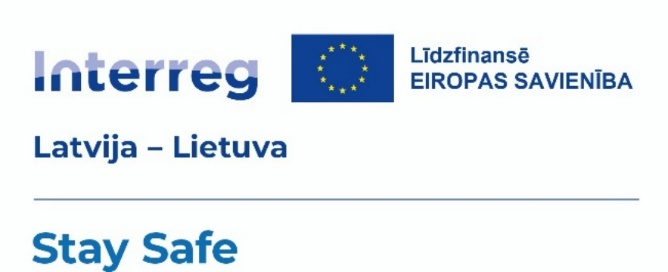 Interreg
Līdzfinansē
EIROPAS SAVIENĪBA
Latvija – Lietuva
Stay Safe